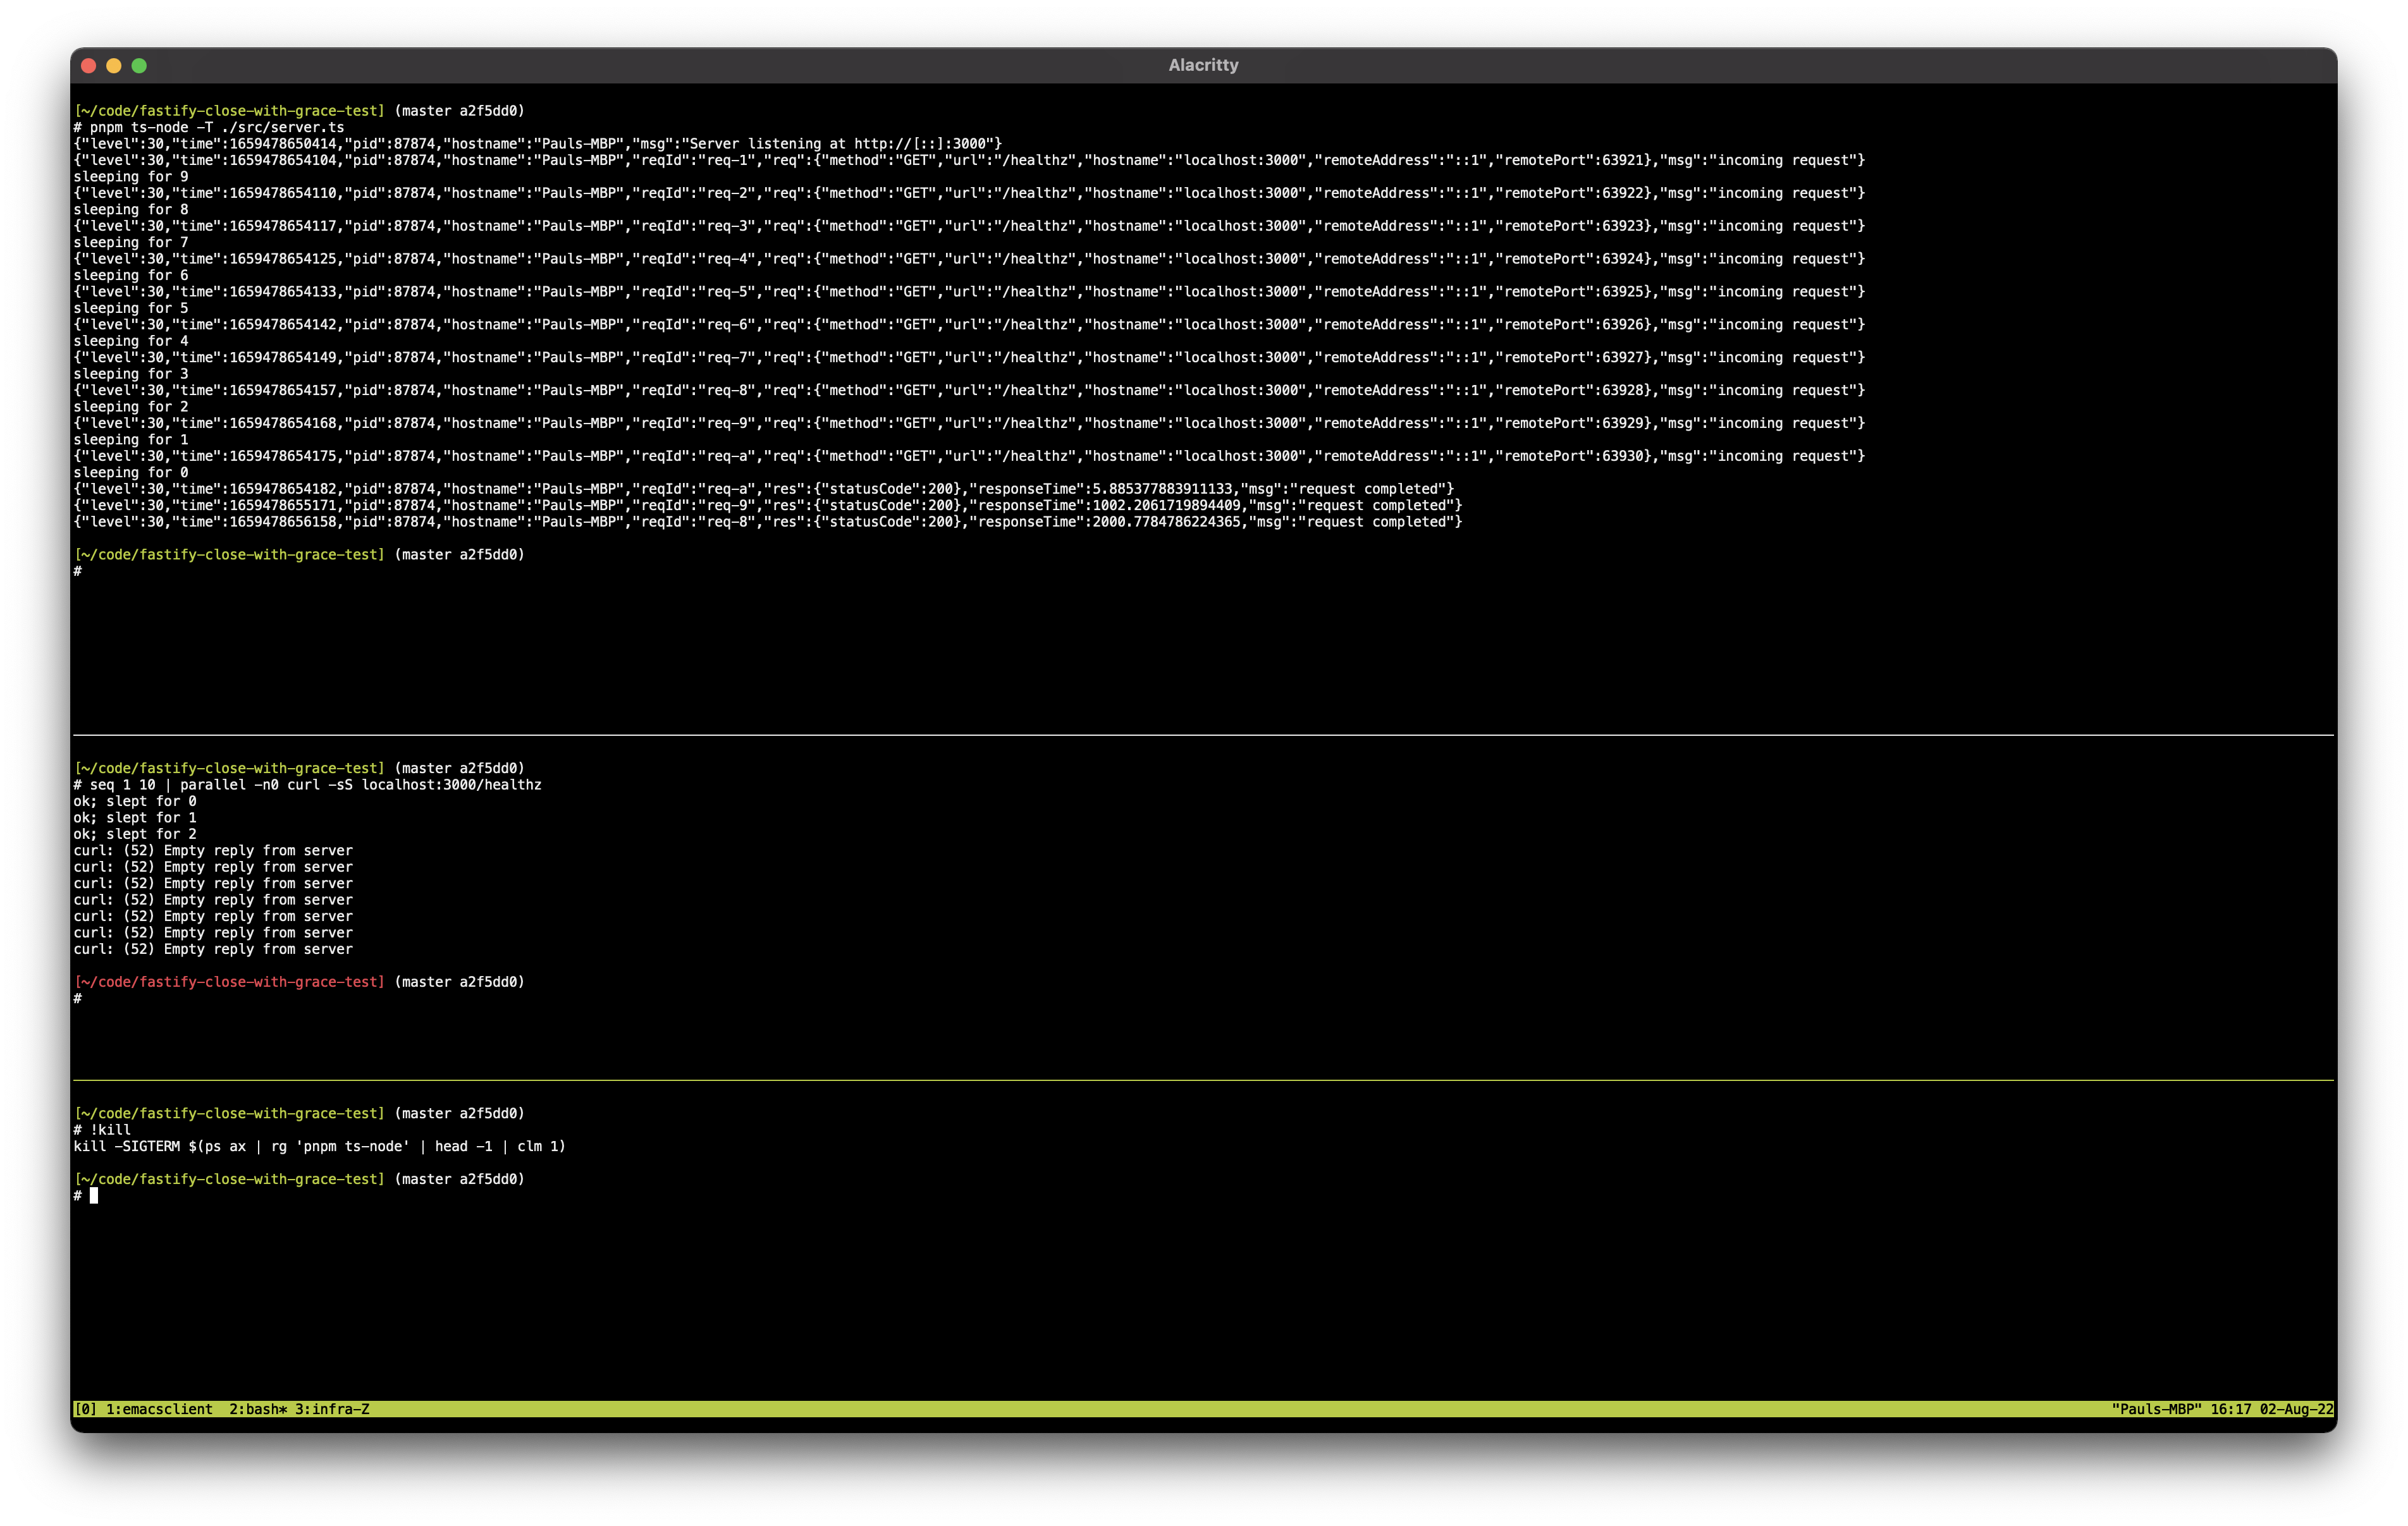 Alacritty
[~/code/fastify-close-with-grace-test] (master a2f5dd0)
# pnpm ts-node -T ./src/server.ts
{"level":30,"time":1659478650414,"pid":87874,"hostname":"Pauls-MBP","msg":"Server listening at http://[::]:3000"}
{"level":30,"time":1659478654104,"pid":87874,"hostname":"Pauls-MBP","reqId":"req-1","req":{"method":"GET","url":"/healthz","hostname":"localhost:3000","remoteAddress":"::1","remotePort":63921},"msg":"incoming request"}
sleeping for 9
{"level":30,"time":1659478654110,"pid":87874,"hostname":"Pauls-MBP","reqId":"req-2","req":{"method":"GET","url":"/healthz","hostname":"localhost:3000","remoteAddress":"::1","remotePort":63922},"msg":"incoming request"}
sleeping for 8
{"level":30,"time":1659478654117,"pid":87874,"hostname":"Pauls-MBP","reqId":"req-3","req":{"method":"GET","url":"/healthz","hostname":"localhost:3000","remoteAddress":"::1","remotePort":63923},"msg":"incoming request"}
sleeping for 7
{"level":30,"time":1659478654125,"pid":87874,"hostname":"Pauls-MBP","reqId":"req-4","req":{"method":"GET","url":"/healthz","hostname":"localhost:3000","remoteAddress":"::1","remotePort":63924},"msg":"incoming request"}
sleeping for 6
{"level":30,"time":1659478654133,"pid":87874,"hostname":"Pauls-MBP","reqId":"req-5","req":{"method":"GET","url":"/healthz","hostname":"localhost:3000","remoteAddress":"::1","remotePort":63925},"msg":"incoming request"}
sleeping for 5
{"level":30,"time":1659478654142,"pid":87874,"hostname":"Pauls-MBP","reqId":"req-6","req":{"method":"GET","url":"/healthz","hostname":"localhost:3000","remoteAddress":"::1","remotePort":63926},"msg":"incoming request"}
sleeping for 4
{"level":30,"time":1659478654149,"pid":87874,"hostname":"Pauls-MBP","reqId":"req-7","req":{"method":"GET","url":"/healthz","hostname":"localhost:3000","remoteAddress":"::1","remotePort":63927},"msg":"incoming request"}
sleeping for 3
{"level":30,"time":1659478654157,"pid":87874,"hostname":"Pauls-MBP","reqId":"req-8","req":{"method":"GET","url":"/healthz","hostname":"localhost:3000","remoteAddress":"::1","remotePort":63928},"msg":"incoming request"}
sleeping for 2
{"level":30,"time":1659478654168,"pid":87874,"hostname":"Pauls-MBP","reqId":"req-9","req":{"method":"GET","url":"/healthz","hostname":"localhost:3000","remoteAddress":"::1","remotePort":63929},"msg":"incoming request"}
sleeping for 1
{"level":30,"time":1659478654175,"pid":87874,"hostname":"Pauls-MBP","reqId":"req-a","req":{"method":"GET","url":"/healthz","hostname":"localhost:3000","remoteAddress":"::1","remotePort":63930},"msg":"incoming request"}
sleeping for 0
{"level":30,"time":1659478654182,"pid":87874,"hostname":"Pauls-MBP","reqId":"req-a","res":{"statusCode":200},"responseTime":5.885377883911133,"msg":"request completed"}
{"level":30,"time":1659478655171,"pid":87874,"hostname":"Pauls-MBP","reqId":"req-9","res":{"statusCode":200},"responseTime":1002.2061719894409,"msg":"request completed"}
{"level":30,"time":1659478656158,"pid":87874,"hostname":"Pauls-MBP","reqId":"req-8","res":{"statusCode":200},"responseTime":2000.7784786224365,"msg":"request completed"}
[~/code/fastify-close-with-grace-test] (master a2f5dd0)
#
[~/code/fastify-close-with-grace-test] (master a2f5dd0)
# seq 1 10 | parallel -n0 curl -sS localhost:3000/healthz
ok; slept for 0
ok; slept for 1
ok; slept for 2
curl: (52) Empty reply from server
curl: (52) Empty reply from server
curl: (52) Empty reply from server
curl: (52) Empty reply from server
curl: (52) Empty reply from server
curl: (52) Empty reply from server
curl: (52) Empty reply from server
[~/code/fastify-close-with-grace-test] (master a2f5dd0)
#
[~/code/fastify-close-with-grace-test] (master a2f5dd0)
# !kill
kill -SIGTERM $(ps ax | rg 'pnpm ts-node' | head -1 | clm 1)
[~/code/fastify-close-with-grace-test] (master a2f5dd0)
#
[0] 1:emacsclient  2:bash* 3:infra-Z "Pauls-MBP" 16:17 02-Aug-22